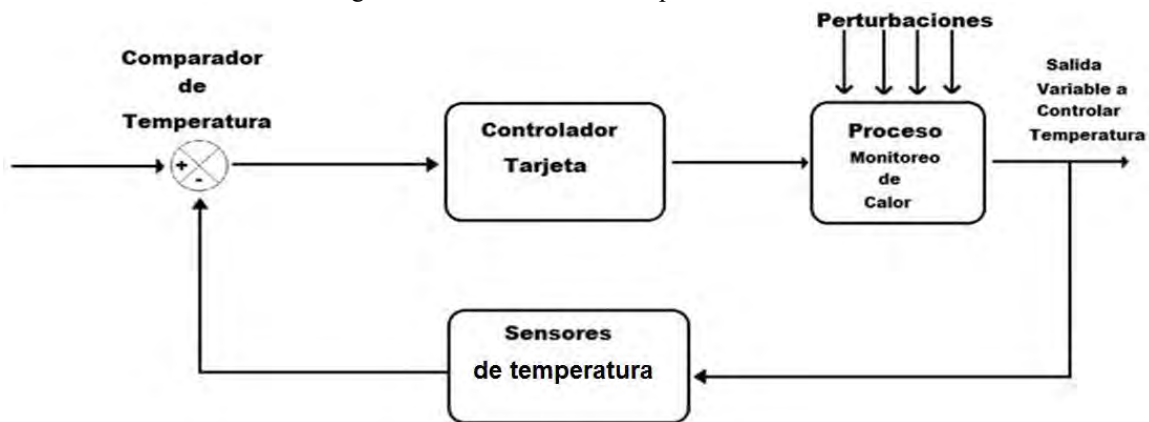 Perturbaciones
Comparador
de
Temperatura
+
-
Controlador
Tarjeta
Proceso
Monitoreo
de
Calor
Salida
Variable a
Controlar
Temperatura
Sensores
de temperatura